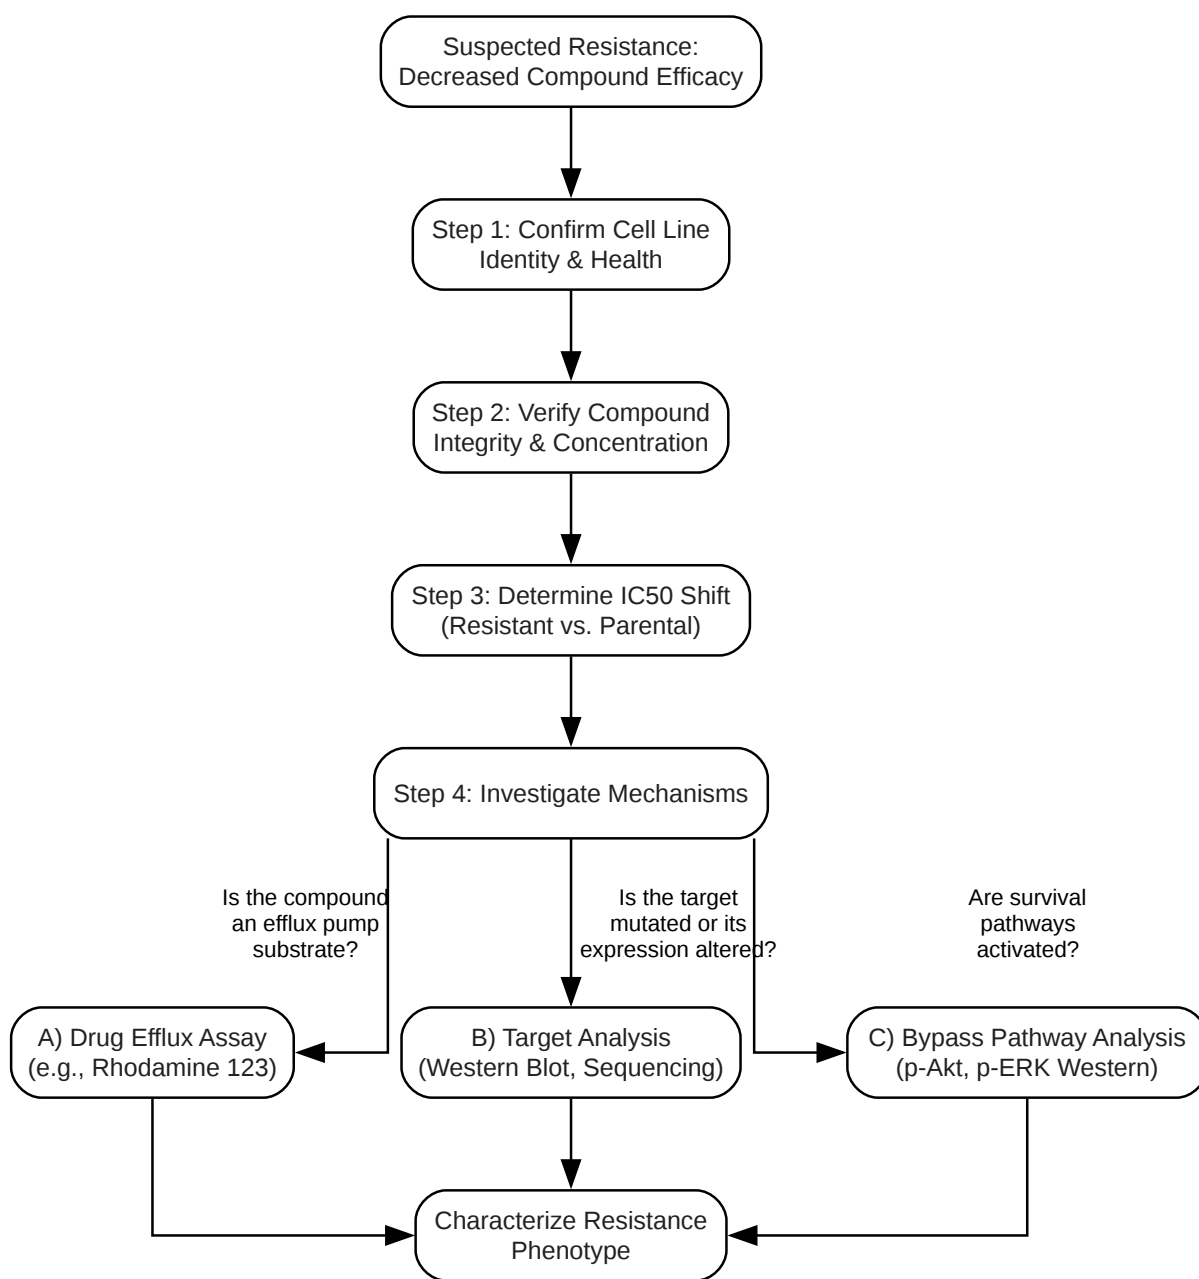 Suspected Resistance:
Decreased Compound Efficacy
Step 1: Confirm Cell Line
Identity & Health
Step 2: Verify Compound
Integrity & Concentration
Step 3: Determine IC50 Shift
(Resistant vs. Parental)
Step 4: Investigate Mechanisms
Is the compound
an efflux pump
substrate?
Is the target
mutated or its
expression altered?
Are survival
pathways
activated?
A) Drug Efflux Assay
(e.g., Rhodamine 123)
B) Target Analysis
(Western Blot, Sequencing)
C) Bypass Pathway Analysis
(p-Akt, p-ERK Western)
Characterize Resistance
Phenotype